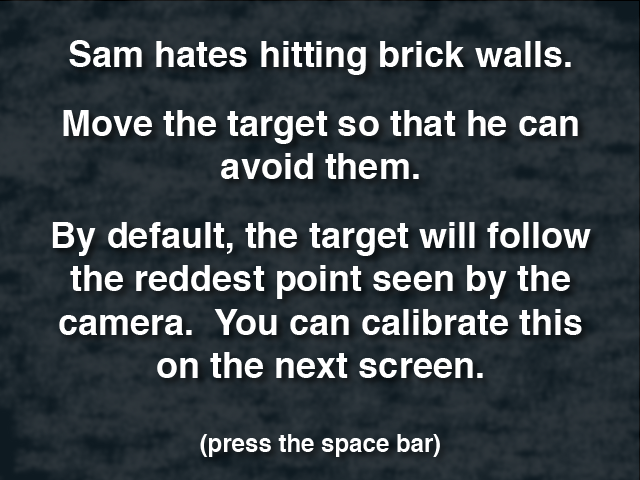 Sam hates hitting brick walls.
Move the target so that he can
avoid them.
By default, the target will follow
the reddest point seen by the
camera.  You can calibrate this
on the next screen.
(press the space bar)